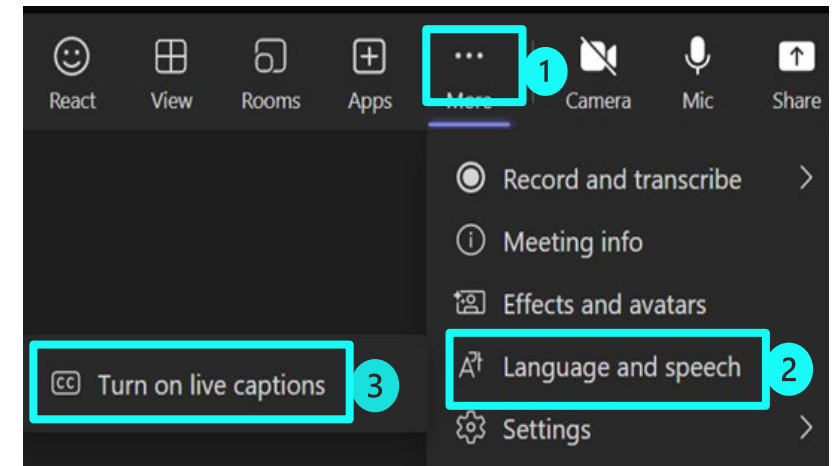 React View Rooms Apps More 1 Camera Mic Share
Record and transcribe
Meeting info
Effects and avatars
Language and speech 2
CC Turn on live captions 3
Settings